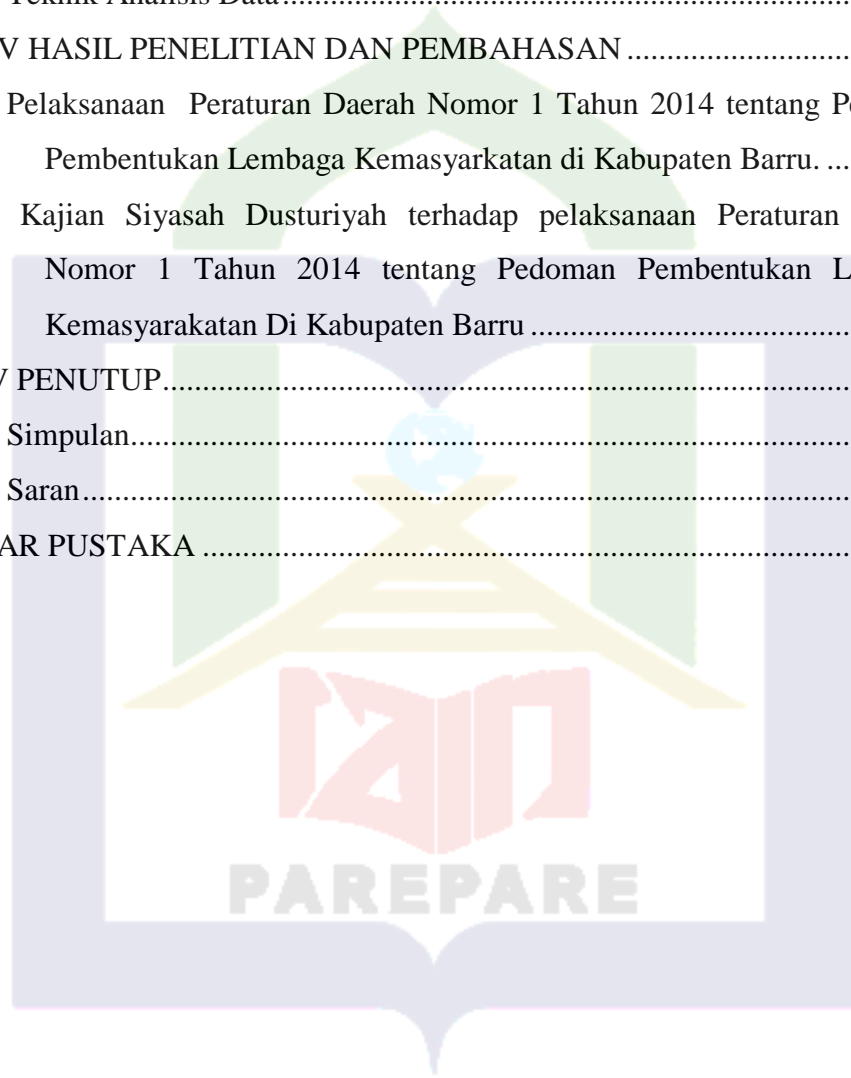 Teknik Analisis Data...........................................................................
V HASIL PENELITIAN DAN PEMBAHASAN ............................
Pelaksanaan Peraturan Daerah Nomor 1 Tahun 2014 tentang Pe
Pembentukan Lembaga Kemasyarkatan di Kabupaten Barru. ...
Kajian Siyasah Dusturiyah terhadap pelaksanaan Peraturan
Nomor 1 Tahun 2014 tentang Pedoman Pembentukan L
Kemasyarakatan Di Kabupaten Barru ........................................
V PENUTUP.......................................................................................
Simpulan............................................................................................
Saran..................................................................................................
AR PUSTAKA ..................................................................................
iain
PAREPARE